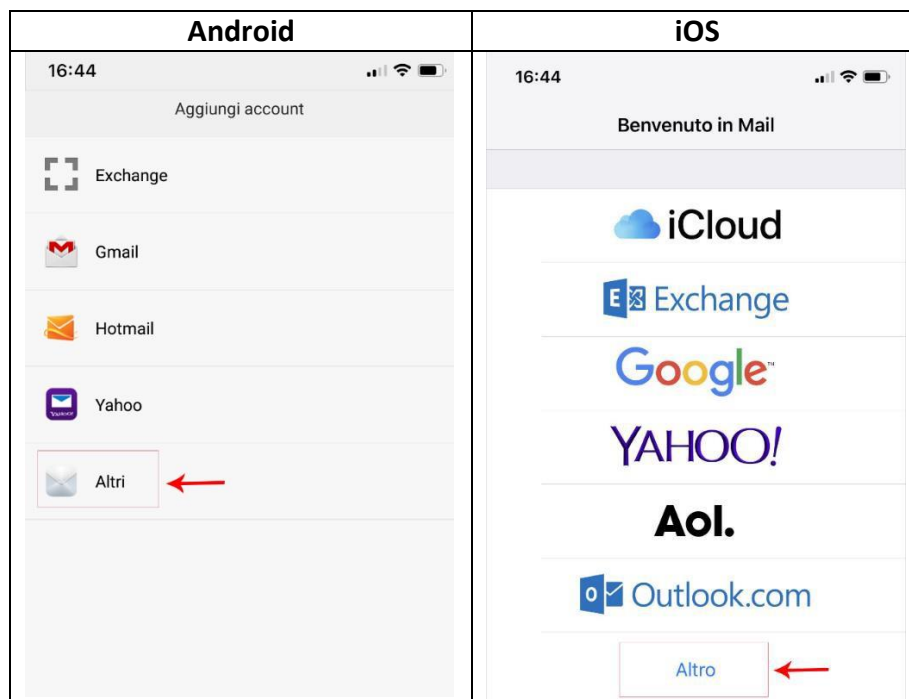 Android
iOS
16:44
Aggiungi account
Exchange
Gmail
Hotmail
Yahoo
Altri
16:44
Benvenuto in Mail
iCloud
E Exchange
Google
YAHOO!
Aol.
Outlook.com
Altro